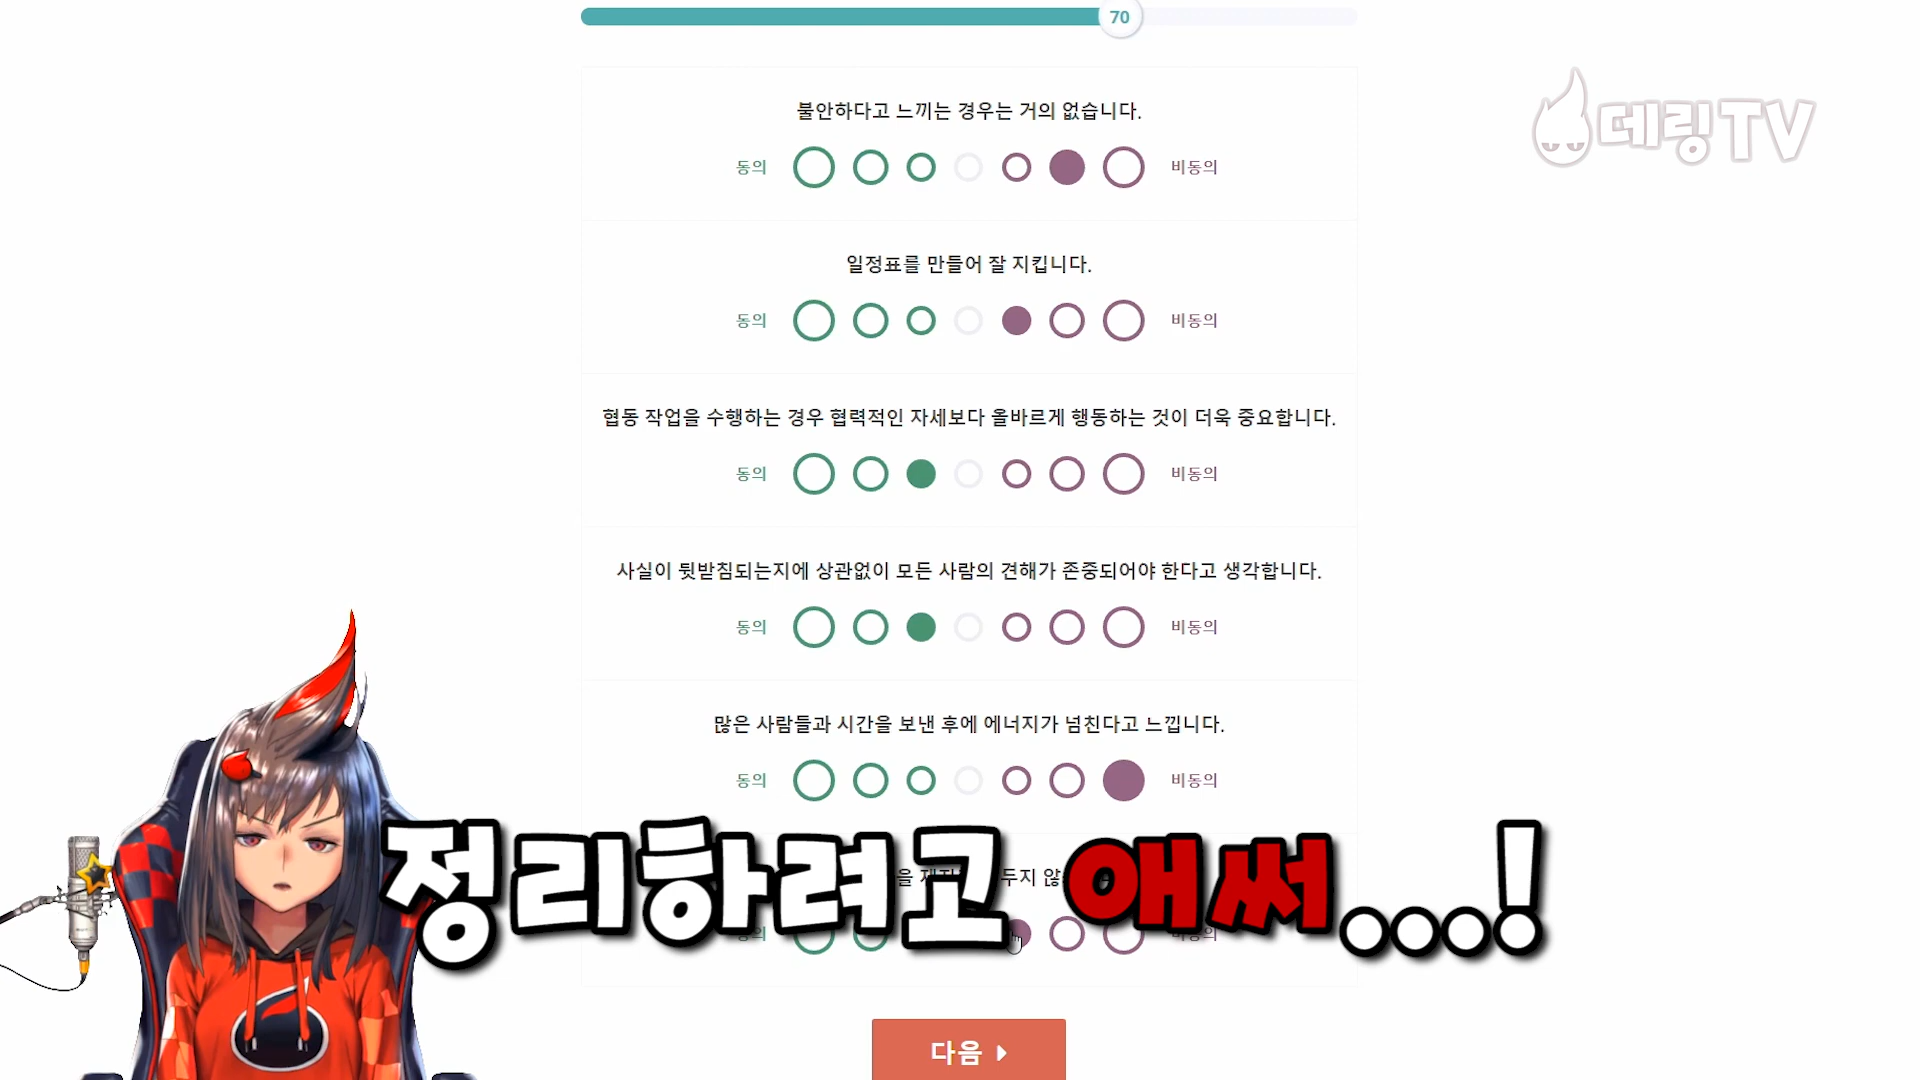 70
데링TV
불안하다고 느끼는 경우는 거의 없습니다.
동의 비동의
일정표를 만들어 잘 지킵니다.
동의 비동의
협동 작업을 수행하는 경우 협력적인 자세보다 올바르게 행동하는 것이 더욱 중요합니다.
동의 비동의
사실이 뒷받침되는지에 상관없이 모든 사람의 견해가 존중되어야 한다고 생각합니다.
동의 비동의
많은 사람들과 시간을 보낸 후에 에너지가 넘친다고 느낍니다.
동의 비동의
정리하려고 애써...!
동의 비동의
다음